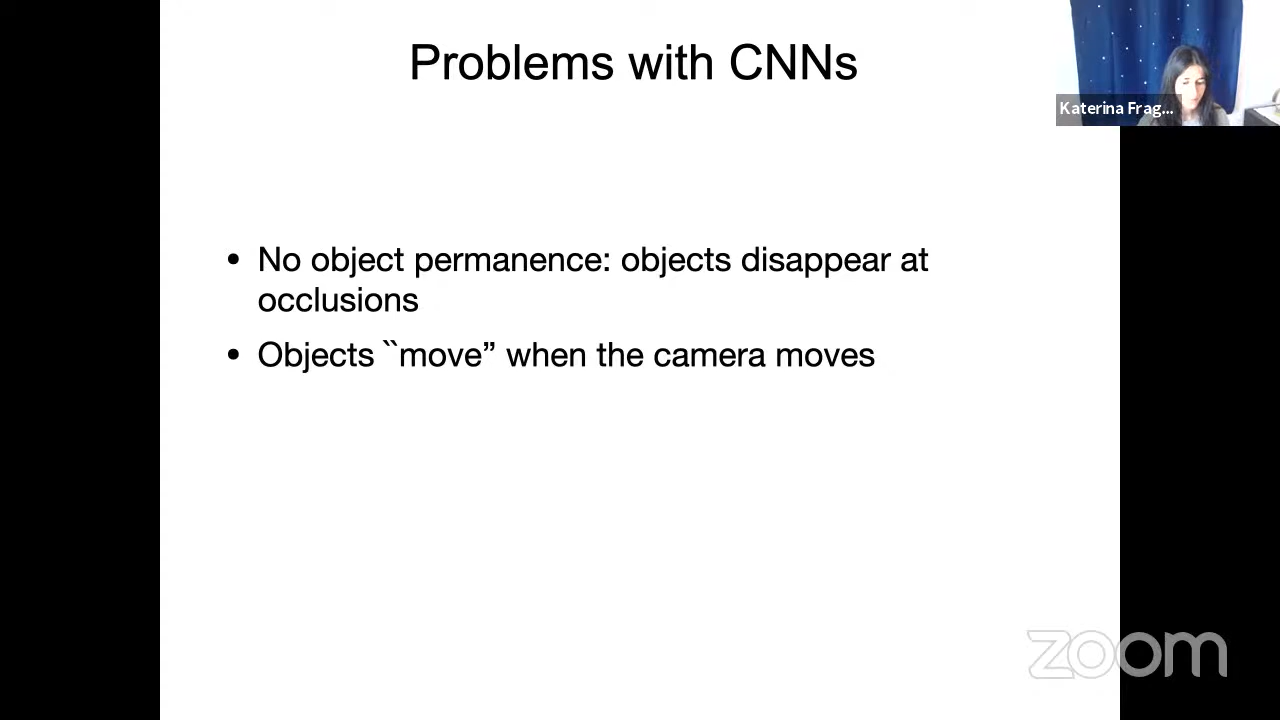 Problems with CNNs
Katerina Frag...
• No object permanence: objects disappear at
occlusions
• Objects ``move” when the camera moves
zoom